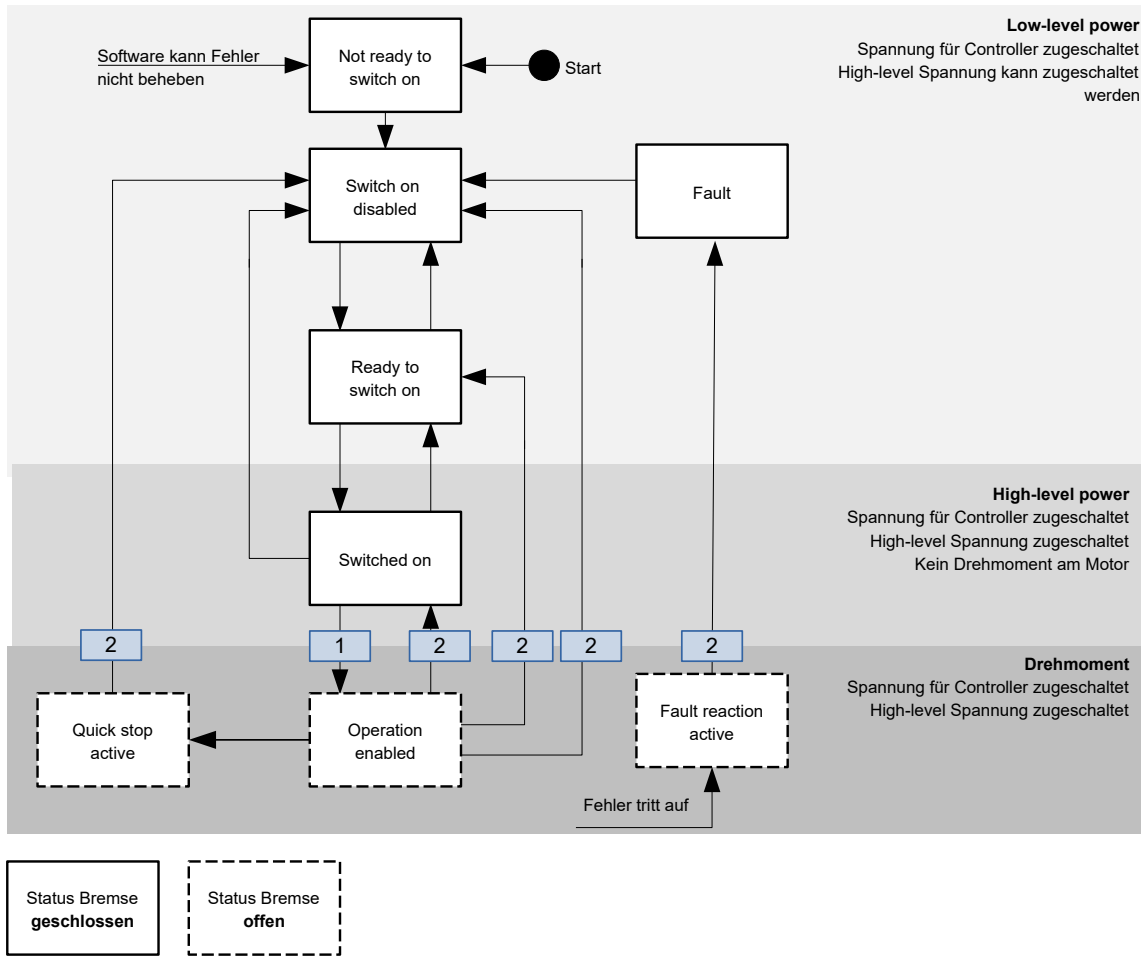 Low-level power
Spannung für Controller zugeschaltet
High-level Spannung kann zugeschaltet
werden
Software kann Fehler
nicht beheben
Not ready to
switch on
Start
Switch on
disabled
Fault
Ready to
switch on
High-level power
Spannung für Controller zugeschaltet
High-level Spannung zugeschaltet
Kein Drehmoment am Motor
Switched on
2
1
2
2
2
2
Drehmoment
Spannung für Controller zugeschaltet
High-level Spannung zugeschaltet
Quick stop
active
Operation
enabled
Fault reaction
active
Fehler tritt auf
Status Bremse
geschlossen
Status Bremse
offen